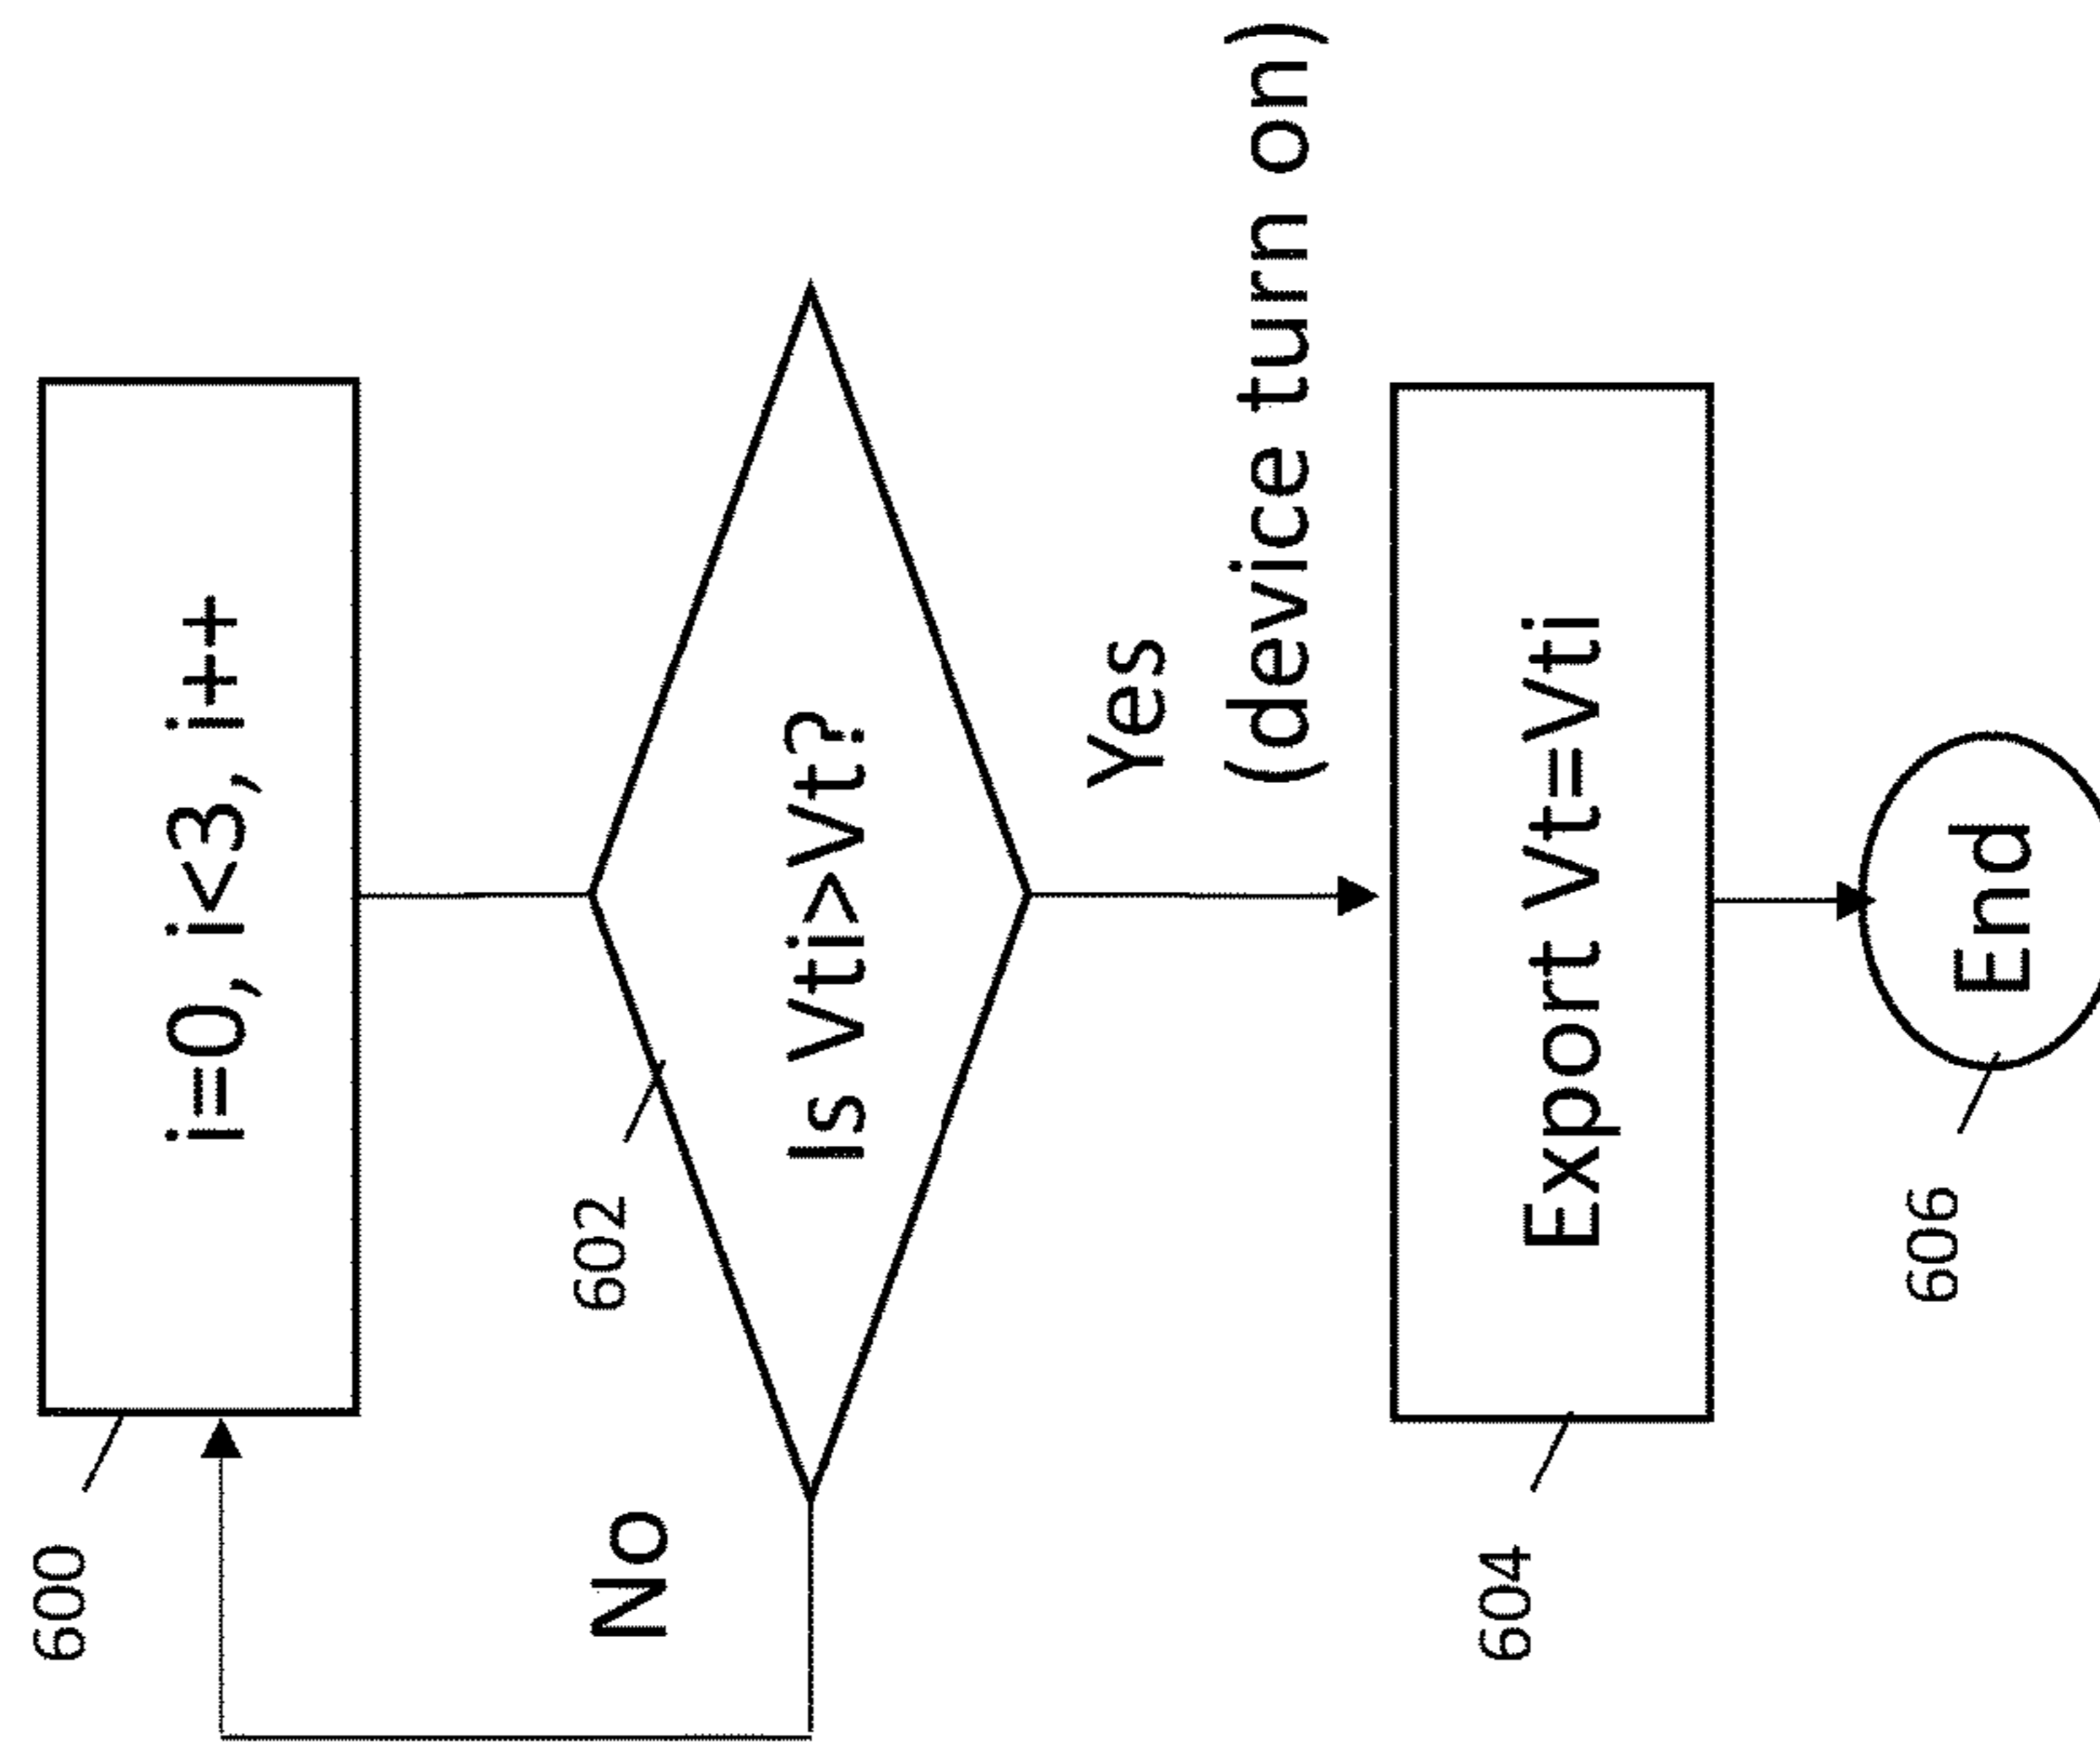 600
i=0, i<3, i++
No
602
Is Vti>Vt?
Yes
(device turn on)
604
Export Vt=Vti
606
End